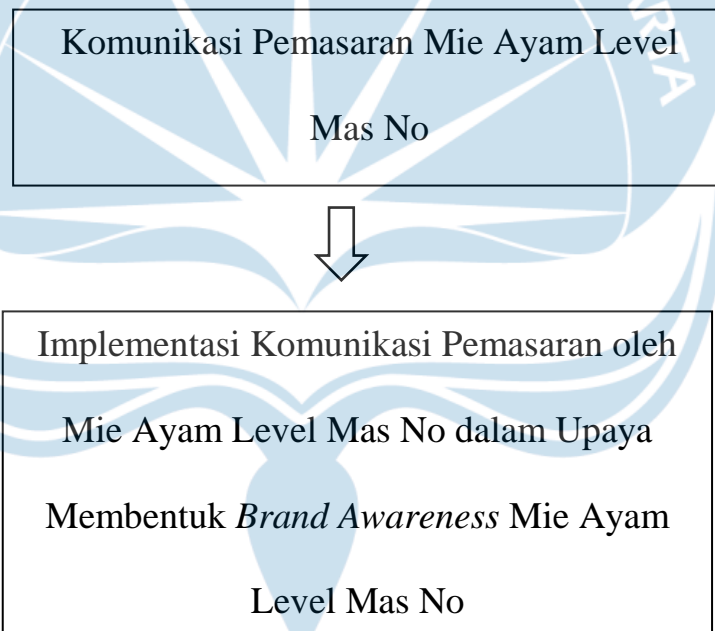 ARTA
Komunikasi Pemasaran Mie Ayam Level
Mas No
Implementasi Komunikasi Pemasaran oleh
Mie Ayam Level Mas No dalam Upaya
Membentuk Brand Awareness Mie Ayam
Level Mas No